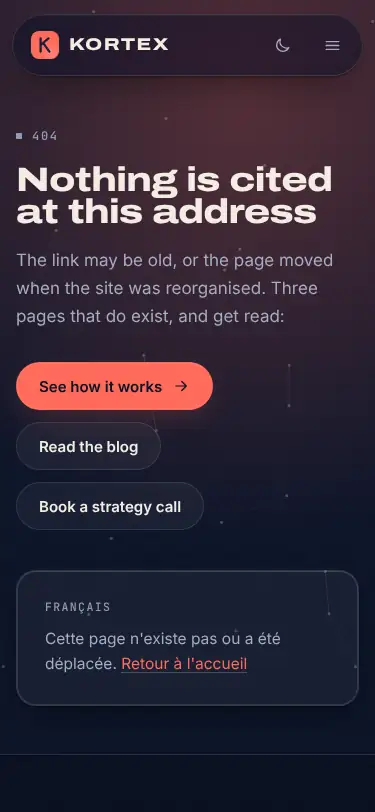 KORTEX
404
Nothing is cited
at this address
The link may be old, or the page moved
when the site was reorganised. Three
pages that do exist, and get read:
See how it works →
Read the blog
Book a strategy call
FRANÇAIS
Cette page n'existe pas ou a été
déplacée. Retour à l'accueil